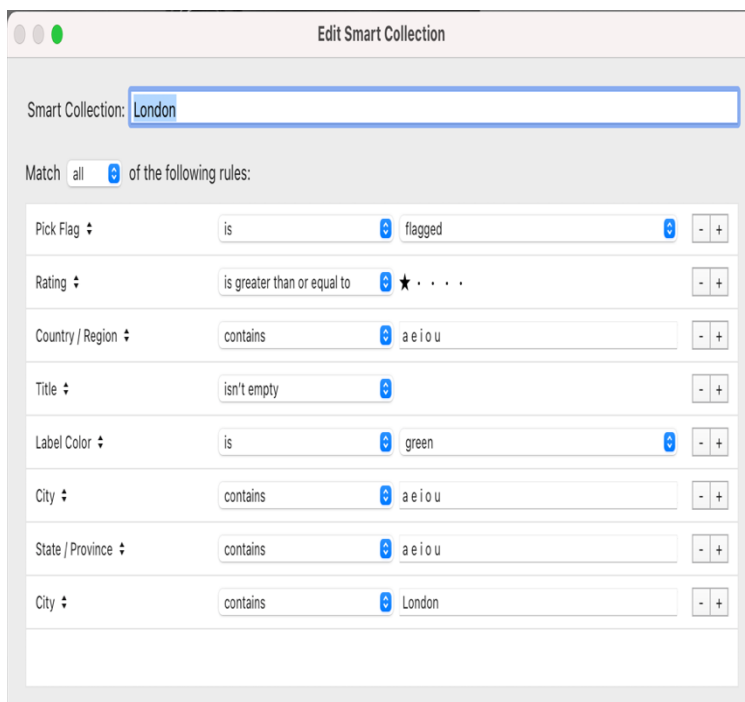 Edit Smart Collection
Smart Collection: London
Match all of the following rules:
Pick Flag is flagged - +
Rating is greater than or equal to ★ · · · · - +
Country / Region contains a e i o u - +
Title isn't empty - +
Label Color is green - +
City contains a e i o u - +
State / Province contains a e i o u - +
City contains London - +